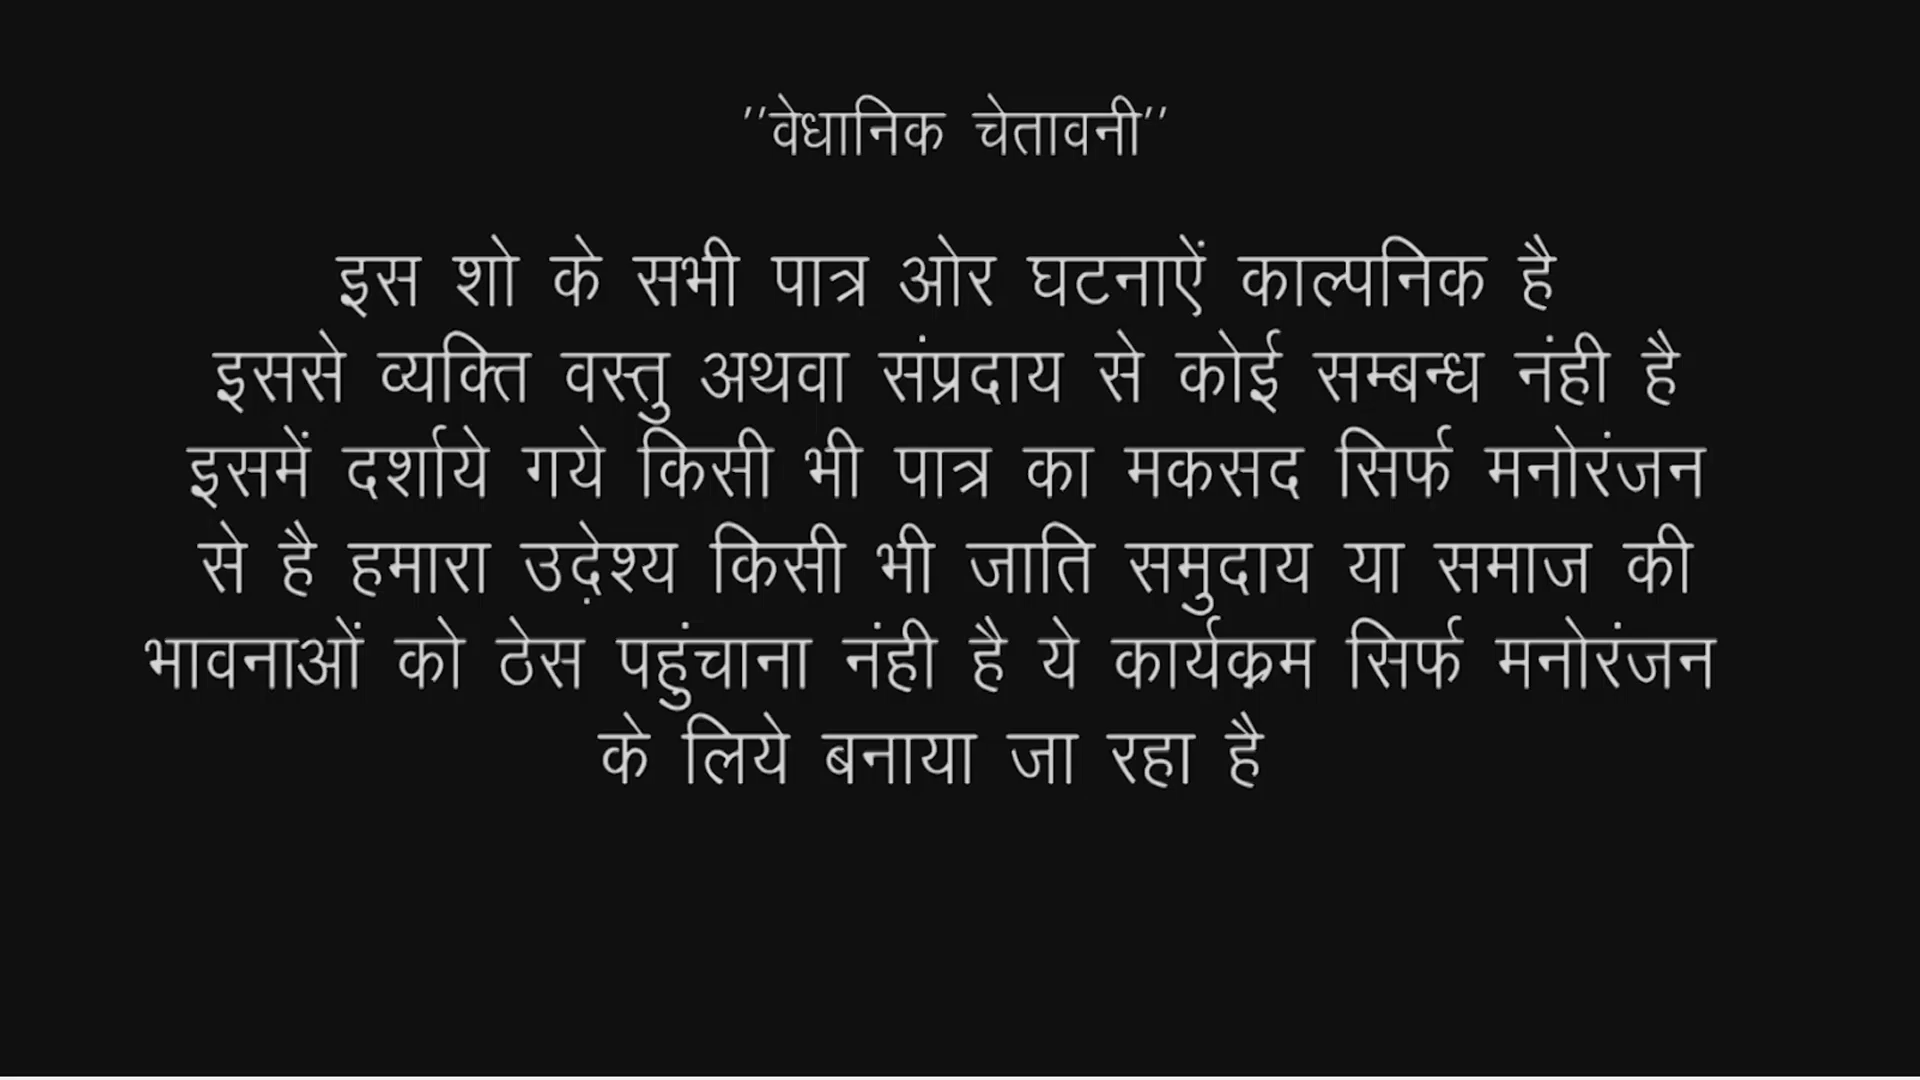 ''वेधानिक चेतावनी''
इस शो के सभी पात्र ओर घटनाऐं काल्पनिक है
इससे व्यक्ति वस्तु अथवा संप्रदाय से कोई सम्बन्ध नंही है
इसमें दर्शाये गये किसी भी पात्र का मकसद सिर्फ मनोरंजन
से है हमारा उद़ेश्य किसी भी जाति समुदाय या समाज की
भावनाओं को ठेस पहुंचाना नंही है ये कार्यक्रम सिर्फ मनोरंजन
के लिये बनाया जा रहा है